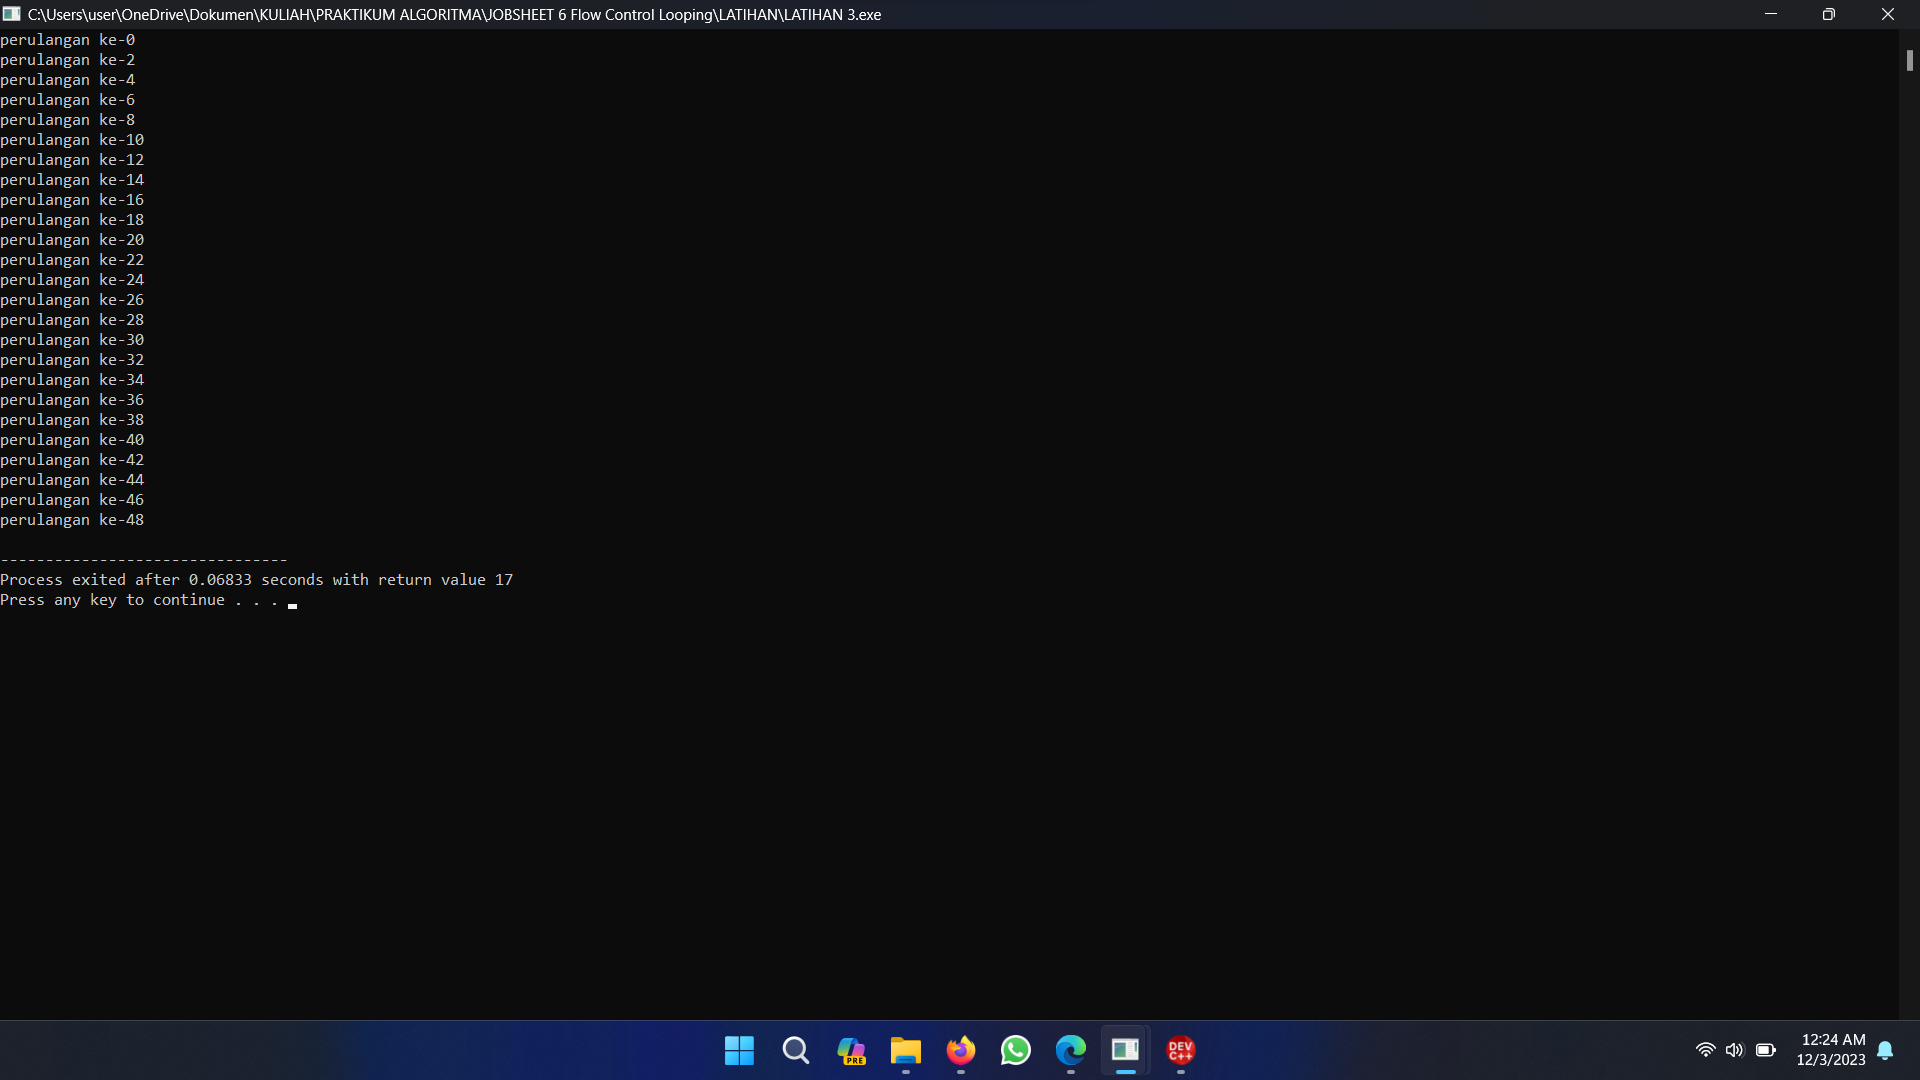 C:\Users\user\OneDrive\Dokumen\KULIAH\PRAKTIKUM ALGORITMA\JOBSHEET 6 Flow Control Looping\LATIHAN\LATIHAN 3.exe
perulangan ke-0
perulangan ke-2
perulangan ke-4
perulangan ke-6
perulangan ke-8
perulangan ke-10
perulangan ke-12
perulangan ke-14
perulangan ke-16
perulangan ke-18
perulangan ke-20
perulangan ke-22
perulangan ke-24
perulangan ke-26
perulangan ke-28
perulangan ke-30
perulangan ke-32
perulangan ke-34
perulangan ke-36
perulangan ke-38
perulangan ke-40
perulangan ke-42
perulangan ke-44
perulangan ke-46
perulangan ke-48
--------------------------------
Process exited after 0.06833 seconds with return value 17
Press any key to continue . . .
PRE
DEV
C++
12:24 AM
12/3/2023